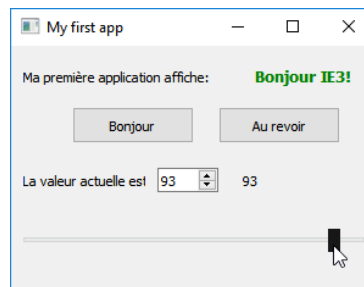 My first app
Ma première application affiche: Bonjour IE3!
Bonjour Au revoir
La valeur actuelle est 93 93